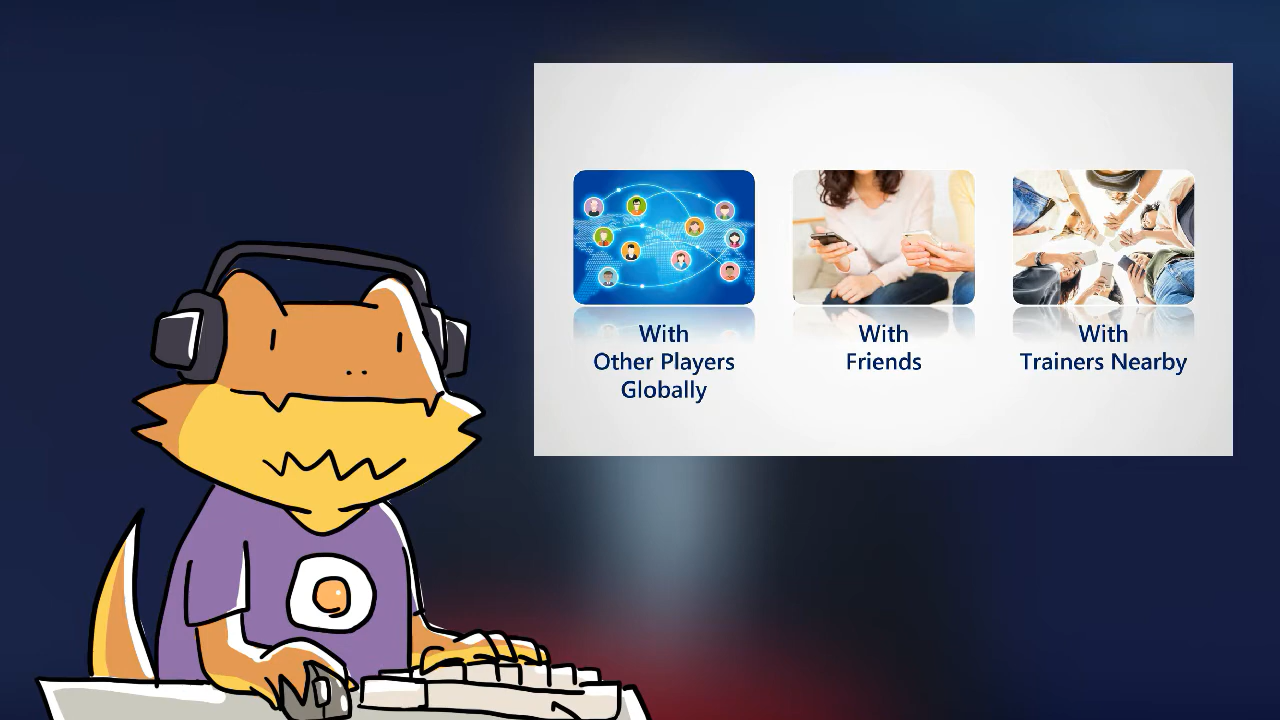 With
Other Players
Globally
With
Friends
With
Trainers Nearby